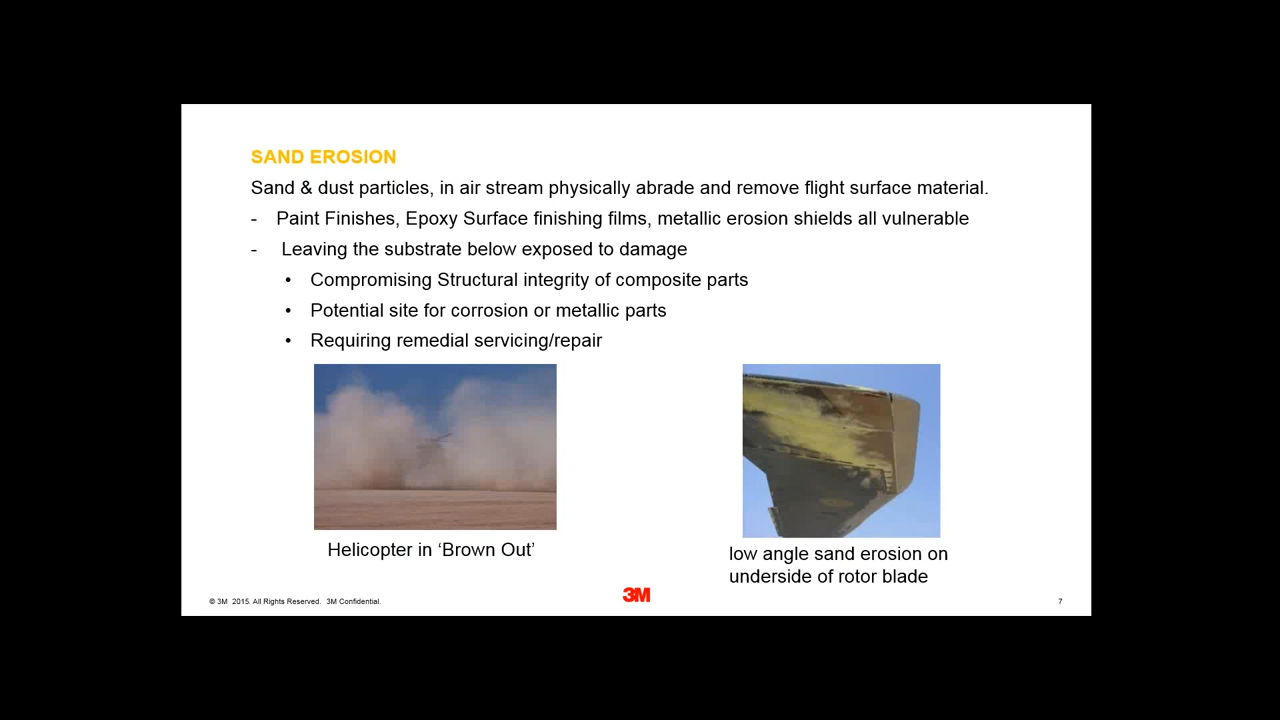 SAND EROSION
Sand & dust particles, in air stream physically abrade and remove flight surface material.
- Paint Finishes, Epoxy Surface finishing films, metallic erosion shields all vulnerable
- Leaving the substrate below exposed to damage
• Compromising Structural integrity of composite parts
• Potential site for corrosion or metallic parts
• Requiring remedial servicing/repair
Helicopter in ‘Brown Out’
low angle sand erosion on
underside of rotor blade
© 3M 2015. All Rights Reserved. 3M Confidential.
3M
7